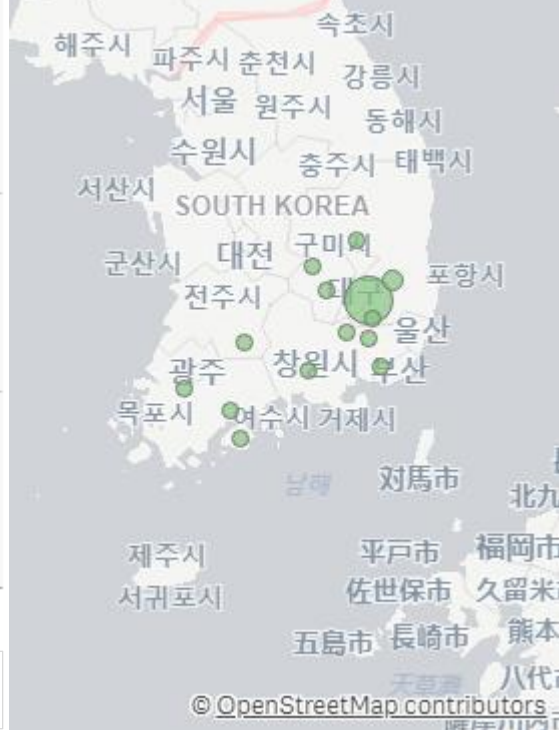 속초시
해주시
파주시 춘천시
강릉시
서울 원주시
동해시
수원시
충주시 태백시
서산시
SOUTH KOREA
구미시
대전
군산시
포항시
대구
전주시
울산
창원시 부산
광주
목포시 여수시 거제시
남해
対馬市
北九
제주시
平戸市 福岡市
서귀포시
佐世保市 久留米
五島市 長崎市 熊本
天草灘 八代市
© OpenStreetMap contributors